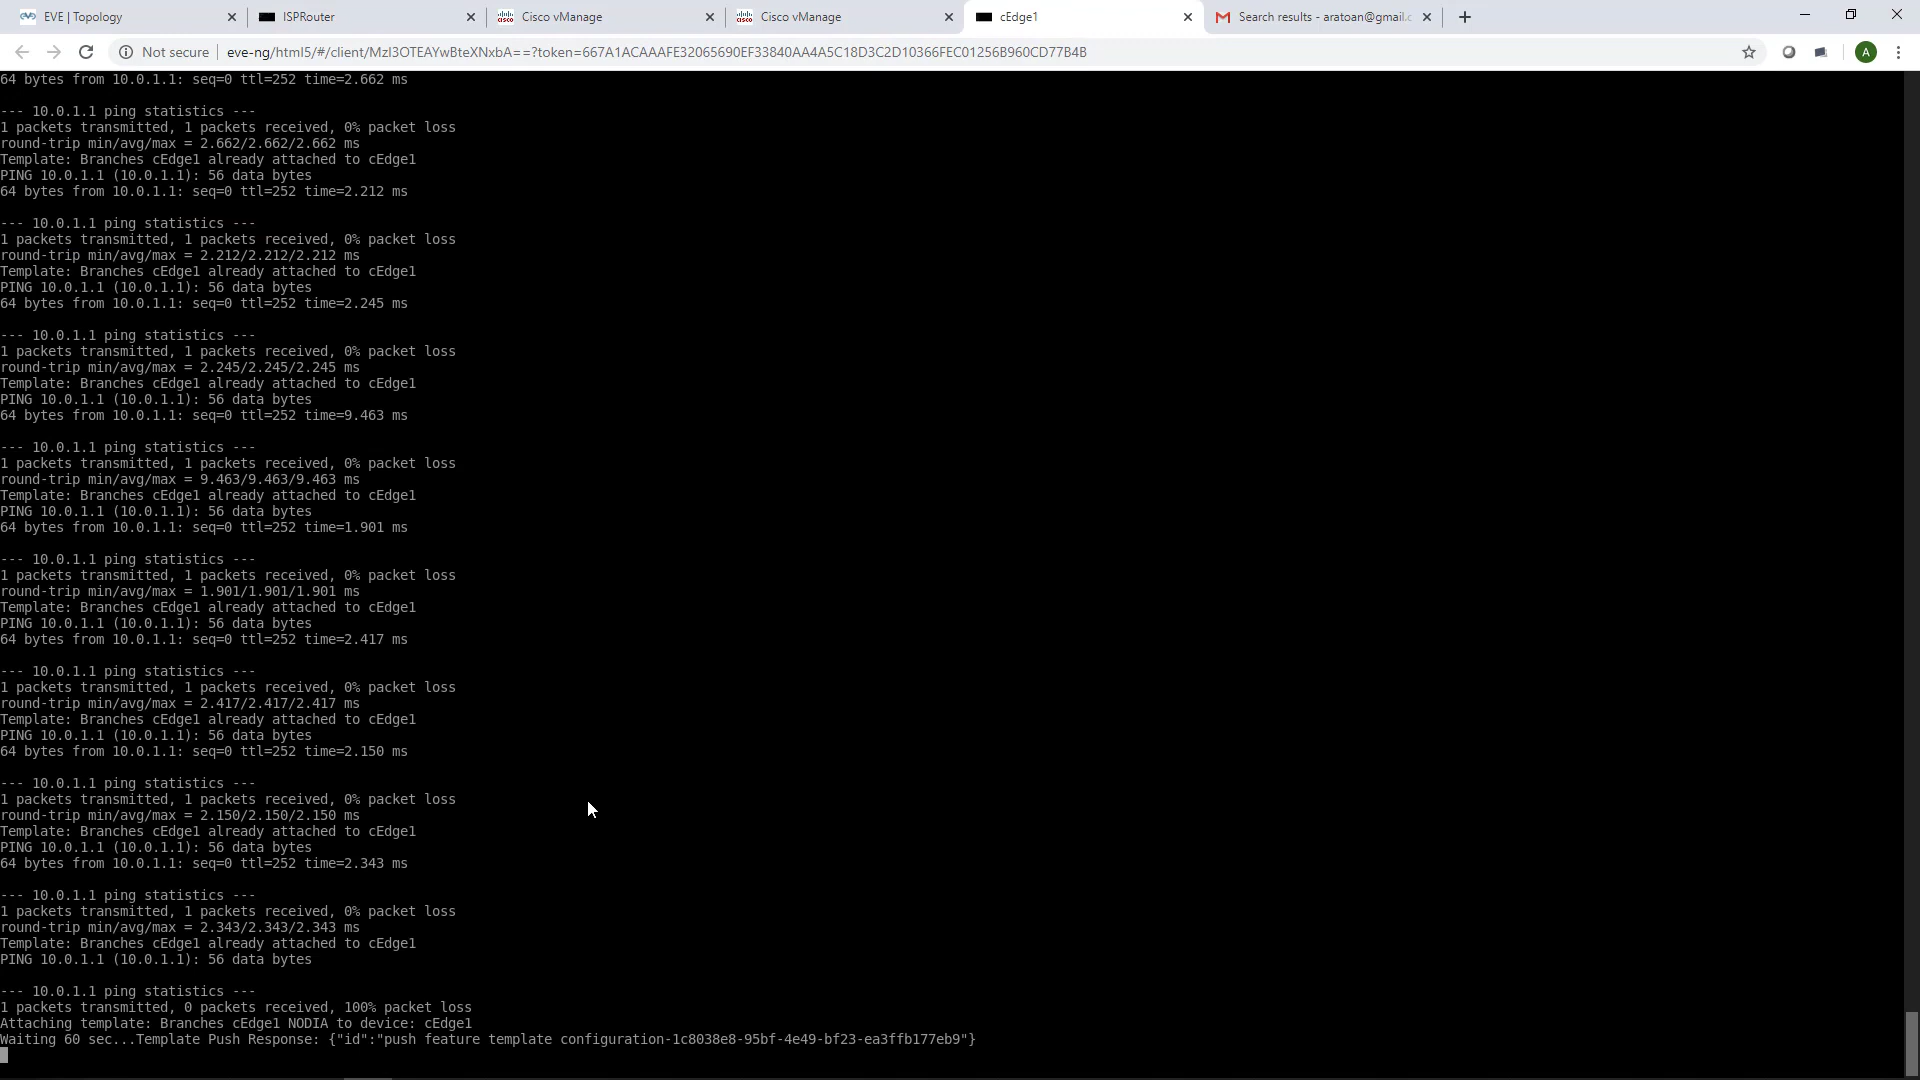 EVE | Topology
ISPRouter
Cisco vManage
Cisco vManage
cEdge1
Search results - aratoan@gmail.c
Not secure
eve-ng/html5/#/client/MzI3OTEAYwBteXNxbA==?token=667A1ACAAAFE32065690EF33840AA4A5C18D3C2D10366FEC01256B960CD77B4B
A
64 bytes from 10.0.1.1: seq=0 ttl=252 time=2.662 ms
--- 10.0.1.1 ping statistics ---
1 packets transmitted, 1 packets received, 0% packet loss
round-trip min/avg/max = 2.662/2.662/2.662 ms
Template: Branches cEdge1 already attached to cEdge1
PING 10.0.1.1 (10.0.1.1): 56 data bytes
64 bytes from 10.0.1.1: seq=0 ttl=252 time=2.212 ms
--- 10.0.1.1 ping statistics ---
1 packets transmitted, 1 packets received, 0% packet loss
round-trip min/avg/max = 2.212/2.212/2.212 ms
Template: Branches cEdge1 already attached to cEdge1
PING 10.0.1.1 (10.0.1.1): 56 data bytes
64 bytes from 10.0.1.1: seq=0 ttl=252 time=2.245 ms
--- 10.0.1.1 ping statistics ---
1 packets transmitted, 1 packets received, 0% packet loss
round-trip min/avg/max = 2.245/2.245/2.245 ms
Template: Branches cEdge1 already attached to cEdge1
PING 10.0.1.1 (10.0.1.1): 56 data bytes
64 bytes from 10.0.1.1: seq=0 ttl=252 time=9.463 ms
--- 10.0.1.1 ping statistics ---
1 packets transmitted, 1 packets received, 0% packet loss
round-trip min/avg/max = 9.463/9.463/9.463 ms
Template: Branches cEdge1 already attached to cEdge1
PING 10.0.1.1 (10.0.1.1): 56 data bytes
64 bytes from 10.0.1.1: seq=0 ttl=252 time=1.901 ms
--- 10.0.1.1 ping statistics ---
1 packets transmitted, 1 packets received, 0% packet loss
round-trip min/avg/max = 1.901/1.901/1.901 ms
Template: Branches cEdge1 already attached to cEdge1
PING 10.0.1.1 (10.0.1.1): 56 data bytes
64 bytes from 10.0.1.1: seq=0 ttl=252 time=2.417 ms
--- 10.0.1.1 ping statistics ---
1 packets transmitted, 1 packets received, 0% packet loss
round-trip min/avg/max = 2.417/2.417/2.417 ms
Template: Branches cEdge1 already attached to cEdge1
PING 10.0.1.1 (10.0.1.1): 56 data bytes
64 bytes from 10.0.1.1: seq=0 ttl=252 time=2.150 ms
--- 10.0.1.1 ping statistics ---
1 packets transmitted, 1 packets received, 0% packet loss
round-trip min/avg/max = 2.150/2.150/2.150 ms
Template: Branches cEdge1 already attached to cEdge1
PING 10.0.1.1 (10.0.1.1): 56 data bytes
64 bytes from 10.0.1.1: seq=0 ttl=252 time=2.343 ms
--- 10.0.1.1 ping statistics ---
1 packets transmitted, 1 packets received, 0% packet loss
round-trip min/avg/max = 2.343/2.343/2.343 ms
Template: Branches cEdge1 already attached to cEdge1
PING 10.0.1.1 (10.0.1.1): 56 data bytes
--- 10.0.1.1 ping statistics ---
1 packets transmitted, 0 packets received, 100% packet loss
Attaching template: Branches cEdge1 NODIA to device: cEdge1
Waiting 60 sec...Template Push Response: {"id":"push feature template configuration-1c8038e8-95bf-4e49-bf23-ea3ffb177eb9"}